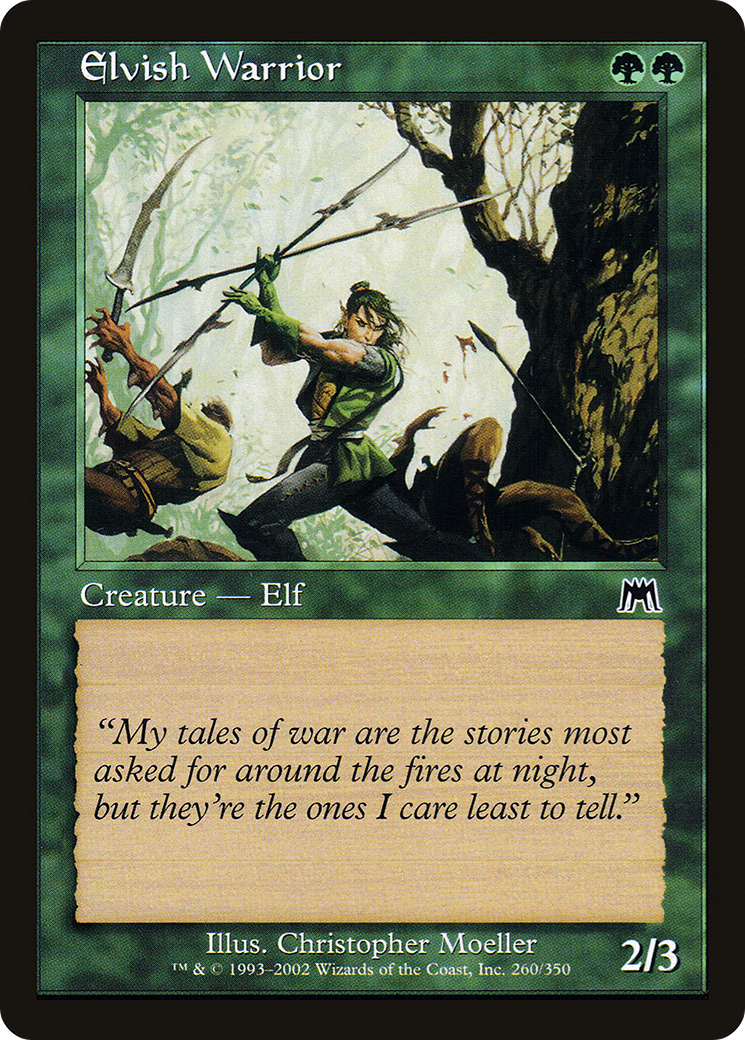 Elvish Warrior
Creature — Elf
“My tales of war are the stories most
asked for around the fires at night,
but they’re the ones I care least to tell.”
Illus. Christopher Moeller
™ & © 1993–2002 Wizards of the Coast, Inc. 260/350
2/3